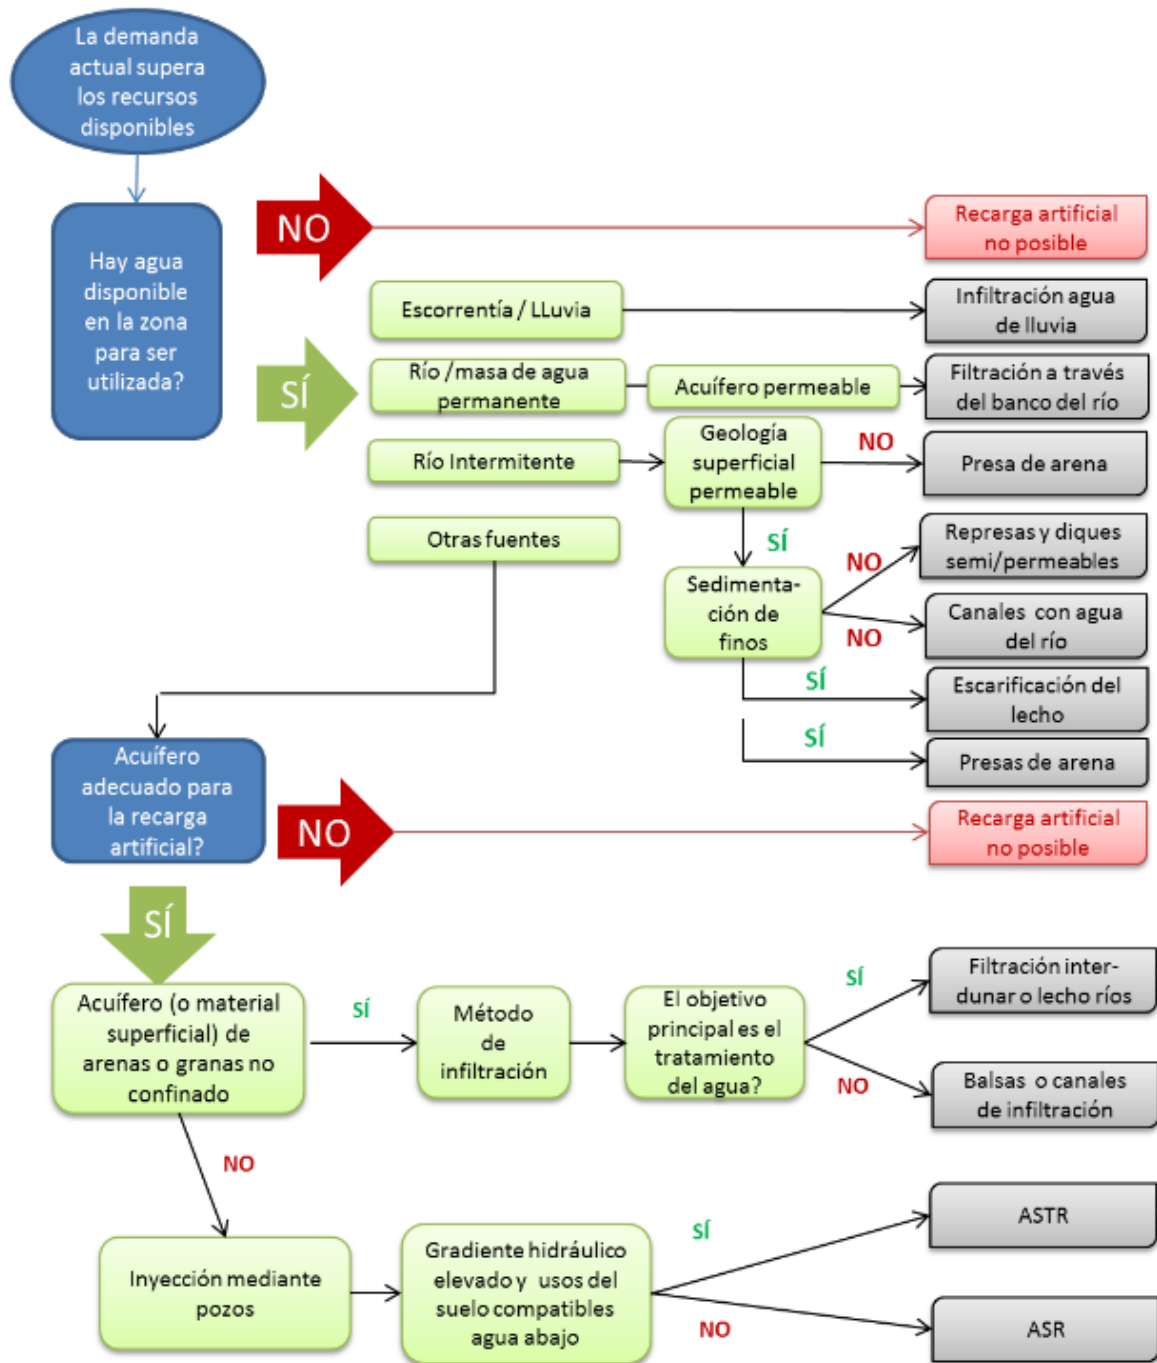 La demanda
actual supera
los recursos
disponibles
Hay agua
disponible
en la zona
para ser
utilizada?
NO
Recarga artificial
no posible
SÍ
Escorrentía / LLuvia
Infiltración agua
de lluvia
Río /masa de agua
permanente
Acuífero permeable
Filtración a través
del banco del río
Río Intermitente
Geología
superficial
permeable
NO
Presa de arena
SÍ
Otras fuentes
Sedimenta-
ción de
finos
NO
Represas y diques
semi/permeables
NO
Canales con agua
del río
SÍ
Escarificación del
lecho
SÍ
Presas de arena
Acuífero
adecuado para
la recarga
artificial?
NO
Recarga artificial
no posible
SÍ
Acuífero (o material
superficial) de
arenas o granas no
confinado
SÍ
Método
de
infiltración
El objetivo
principal es el
tratamiento
del agua?
SÍ
Filtración inter-
dunar o lecho ríos
NO
Balsas o canales
de infiltración
NO
Inyección mediante
pozos
Gradiente hidráulico
elevado y usos del
suelo compatibles
agua abajo
SÍ
ASTR
NO
ASR